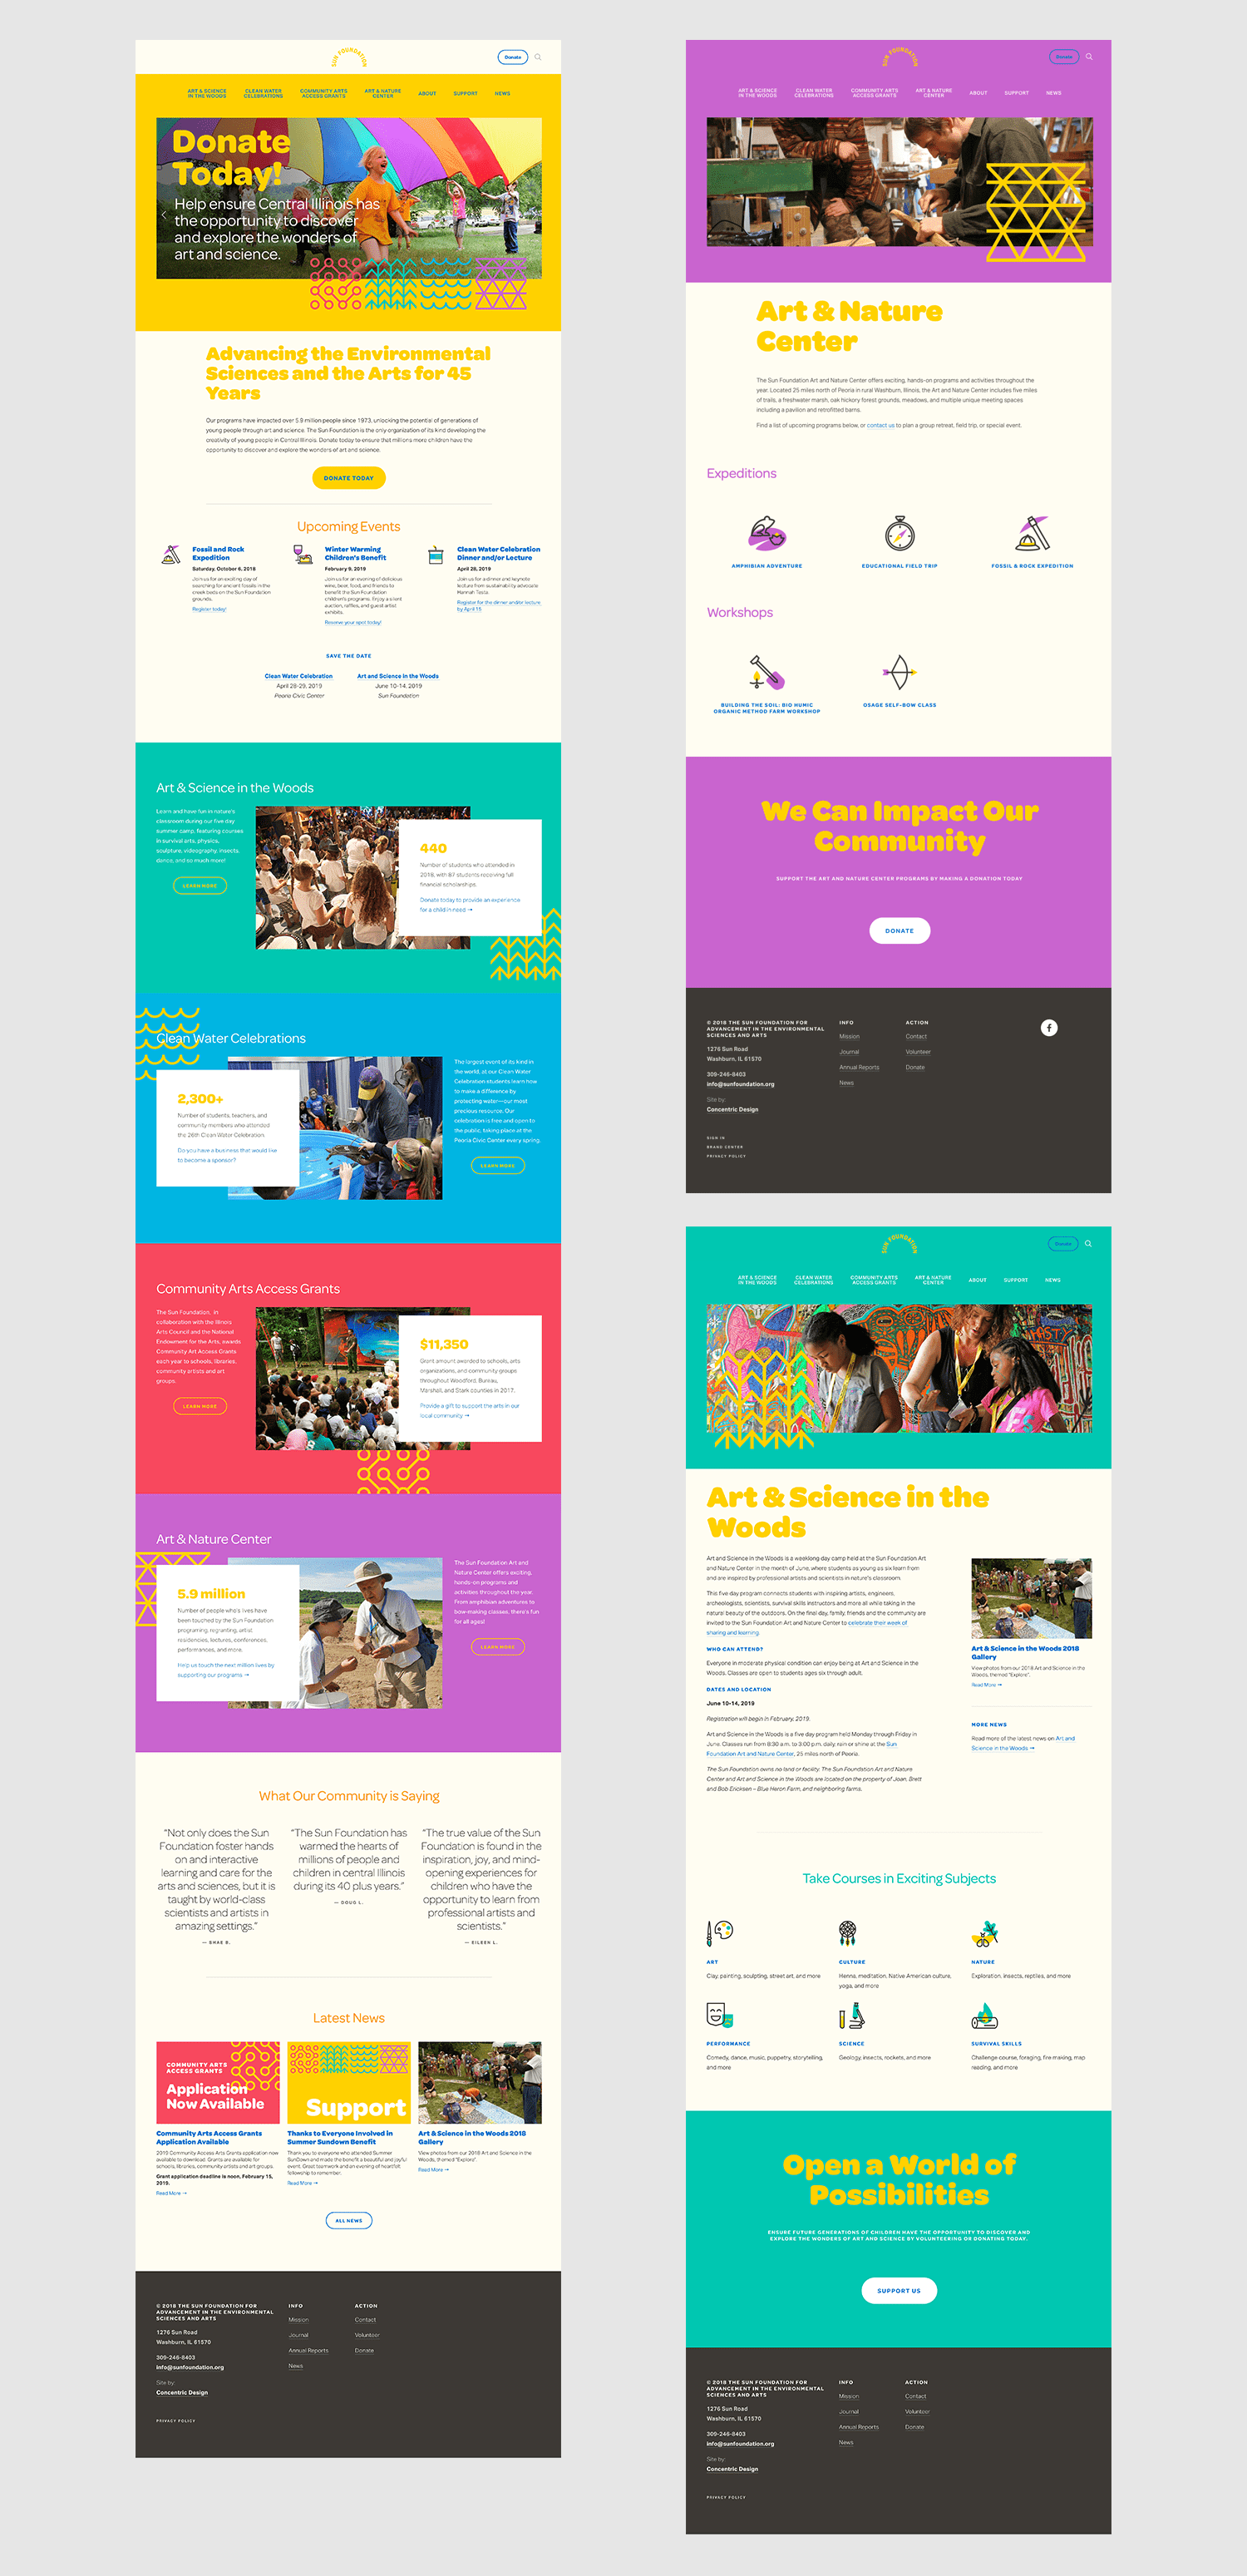 SUN FOUNDATION
Donate
ART & SCIENCE
IN THE WOODS
CLEAN WATER
CELEBRATIONS
COMMUNITY ARTS
ACCESS GRANTS
ART & NATURE
CENTER
ABOUT
SUPPORT
NEWS
Donate
Today!
Help ensure Central Illinois has
the opportunity to discover
and explore the wonders of
art and science.
Advancing the Environmental
Sciences and the Arts for 45
Years
Our programs have impacted over 5.9 million people since 1973, unlocking the potential of generations of
young people through art and science. The Sun Foundation is the only organization of its kind developing the
creativity of young people in Central Illinois. Donate today to ensure that millions more children have the
opportunity to discover and explore the wonders of art and science.
DONATE TODAY
Upcoming Events
Fossil and Rock
Expedition
Saturday, October 6, 2018
Join us for an exciting day of
searching for ancient fossils in the
creek beds on the Sun Foundation
grounds.
Register today!
Winter Warming
Children's Benefit
February 9, 2019
Join us for an evening of delicious
wine, beer, food, and friends to
benefit the Sun Foundation
children's programs. Enjoy a silent
auction, raffles, and guest artist
exhibits.
Reserve your spot today!
Clean Water Celebration
Dinner and/or Lecture
April 28, 2019
Join us for a dinner and keynote
lecture from sustainability advocate
Hannah Testa.
Register for the dinner and/or lecture
by April 15
SAVE THE DATE
Clean Water Celebration
April 28-29, 2019
Peoria Civic Center
Art and Science in the Woods
June 10-14, 2019
Sun Foundation
Art & Science in the Woods
Learn and have fun in nature's
classroom during our five day
summer camp, featuring courses
in survival arts, physics,
sculpture, videography, insects,
dance, and so much more!
LEARN MORE
440
Number of students who attended in
2018, with 87 students receiving full
financial scholarships.
Donate today to provide an experience
for a child in need →
Clean Water Celebrations
2,300+
Number of students, teachers, and
community members who attended
the 26th Clean Water Celebration.
Do you have a business that would like
to become a sponsor?
The largest event of its kind in
the world, at our Clean Water
Celebration students learn how
to make a difference by
protecting water—our most
precious resource. Our
celebration is free and open to
the public, taking place at the
Peoria Civic Center every spring.
LEARN MORE
Community Arts Access Grants
The Sun Foundation, in
collaboration with the Illinois
Arts Council and the National
Endowment for the Arts, awards
Community Art Access Grants
each year to schools, libraries,
community artists and art
groups.
LEARN MORE
$11,350
Grant amount awarded to schools, arts
organizations, and community groups
throughout Woodford, Bureau,
Marshall, and Stark counties in 2017.
Provide a gift to support the arts in our
local community →
Art & Nature Center
5.9 million
Number of people who's lives have
been touched by the Sun Foundation
programing, regranting, artist
residencies, lectures, conferences,
performances, and more.
Help us touch the next million lives by
supporting our programs →
The Sun Foundation Art and
Nature Center offers exciting,
hands-on programs and
activities throughout the year.
From amphibian adventures to
bow-making classes, there's fun
for all ages!
LEARN MORE
What Our Community is Saying
“Not only does the Sun
Foundation foster hands
on and interactive
learning and care for the
arts and sciences, but it is
taught by world-class
scientists and artists in
amazing settings.”
— SHAE R.
“The Sun Foundation has
warmed the hearts of
millions of people and
children in central Illinois
during its 40 plus years.”
— DOUG L.
“The true value of the Sun
Foundation is found in the
inspiration, joy, and mind-
opening experiences for
children who have the
opportunity to learn from
professional artists and
scientists.”
— EILEEN L.
Latest News
COMMUNITY ARTS
ACCESS GRANTS
Application
Now Available
Community Arts Access Grants
Application Available
2019 Community Access Arts Grants application now
available to download. Grants are available for
schools, libraries, community artists and art groups.
Grant application deadline is noon, February 15,
2019.
Read More →
Support
Thanks to Everyone Involved in
Summer Sundown Benefit
Thank you to everyone who attended Summer
SunDown and made the benefit a beautiful and joyful
event. Great teamwork and an evening of heartfelt
fellowship to remember.
Read More →
Art & Science in the Woods 2018
Gallery
View photos from our 2018 Art and Science in the
Woods, themed "Explore".
Read More →
ALL NEWS
© 2018 THE SUN FOUNDATION FOR
ADVANCEMENT IN THE ENVIRONMENTAL
SCIENCES AND ARTS
1276 Sun Road
Washburn, IL 61570
309-246-8403
info@sunfoundation.org
Site by:
Concentric Design
PRIVACY POLICY
INFO
Mission
Journal
Annual Reports
News
ACTION
Contact
Volunteer
Donate
SUN FOUNDATION
Donate
ART & SCIENCE
IN THE WOODS
CLEAN WATER
CELEBRATIONS
COMMUNITY ARTS
ACCESS GRANTS
ART & NATURE
CENTER
ABOUT
SUPPORT
NEWS
Art & Nature
Center
The Sun Foundation Art and Nature Center offers exciting, hands-on programs and activities throughout the
year. Located 25 miles north of Peoria in rural Washburn, Illinois, the Art and Nature Center includes five miles
of trails, a freshwater marsh, oak hickory forest grounds, meadows, and multiple unique meeting spaces
including a pavilion and retrofitted barns.
Find a list of upcoming programs below, or contact us to plan a group retreat, field trip, or special event.
Expeditions
AMPHIBIAN ADVENTURE
EDUCATIONAL FIELD TRIP
FOSSIL & ROCK EXPEDITION
Workshops
BUILDING THE SOIL: BIO HUMIC
ORGANIC METHOD FARM WORKSHOP
OSAGE SELF-BOW CLASS
We Can Impact Our
Community
SUPPORT THE ART AND NATURE CENTER PROGRAMS BY MAKING A DONATION TODAY
DONATE
© 2018 THE SUN FOUNDATION FOR
ADVANCEMENT IN THE ENVIRONMENTAL
SCIENCES AND ARTS
1276 Sun Road
Washburn, IL 61570
309-246-8403
info@sunfoundation.org
Site by:
Concentric Design
SIGN IN
BRAND CENTER
PRIVACY POLICY
INFO
Mission
Journal
Annual Reports
News
ACTION
Contact
Volunteer
Donate
SUN FOUNDATION
Donate
ART & SCIENCE
IN THE WOODS
CLEAN WATER
CELEBRATIONS
COMMUNITY ARTS
ACCESS GRANTS
ART & NATURE
CENTER
ABOUT
SUPPORT
NEWS
Art & Science in the
Woods
Art and Science in the Woods is a weeklong day camp held at the Sun Foundation Art
and Nature Center in the month of June, where students as young as six learn from
and are inspired by professional artists and scientists in nature's classroom.
This five day program connects students with inspiring artists, engineers,
archeologists, scientists, survival skills instructors and more all while taking in the
natural beauty of the outdoors. On the final day, family, friends and the community are
invited to the Sun Foundation Art and Nature Center to celebrate their week of
sharing and learning.
WHO CAN ATTEND?
Everyone in moderate physical condition can enjoy being at Art and Science in the
Woods. Classes are open to students ages six through adult.
DATES AND LOCATION
June 10-14, 2019
Registration will begin in February, 2019.
Art and Science in the Woods is a five day program held Monday through Friday in
June. Classes run from 8:30 a.m. to 3:00 p.m. daily, rain or shine at the Sun
Foundation Art and Nature Center, 25 miles north of Peoria.
The Sun Foundation owns no land or facility. The Sun Foundation Art and Nature
Center and Art and Science in the Woods are located on the property of Joan, Brett
and Bob Ericksen – Blue Heron Farm, and neighboring farms.
Art & Science in the Woods 2018
Gallery
View photos from our 2018 Art and Science in the
Woods, themed "Explore".
Read More →
MORE NEWS
Read more of the latest news on Art and
Science in the Woods →
Take Courses in Exciting Subjects
ART
Clay, painting, sculpting, street art, and more
CULTURE
Henna, meditation, Native American culture,
yoga, and more
NATURE
Exploration, insects, reptiles, and more
PERFORMANCE
Comedy, dance, music, puppetry, storytelling,
and more
SCIENCE
Geology, insects, rockets, and more
SURVIVAL SKILLS
Challenge course, foraging, fire making, map
reading, and more
Open a World of
Possibilities
ENSURE FUTURE GENERATIONS OF CHILDREN HAVE THE OPPORTUNITY TO DISCOVER AND
EXPLORE THE WONDERS OF ART AND SCIENCE BY VOLUNTEERING OR DONATING TODAY.
SUPPORT US
© 2018 THE SUN FOUNDATION FOR
ADVANCEMENT IN THE ENVIRONMENTAL
SCIENCES AND ARTS
1276 Sun Road
Washburn, IL 61570
309-246-8403
info@sunfoundation.org
Site by:
Concentric Design
PRIVACY POLICY
INFO
Mission
Journal
Annual Reports
News
ACTION
Contact
Volunteer
Donate